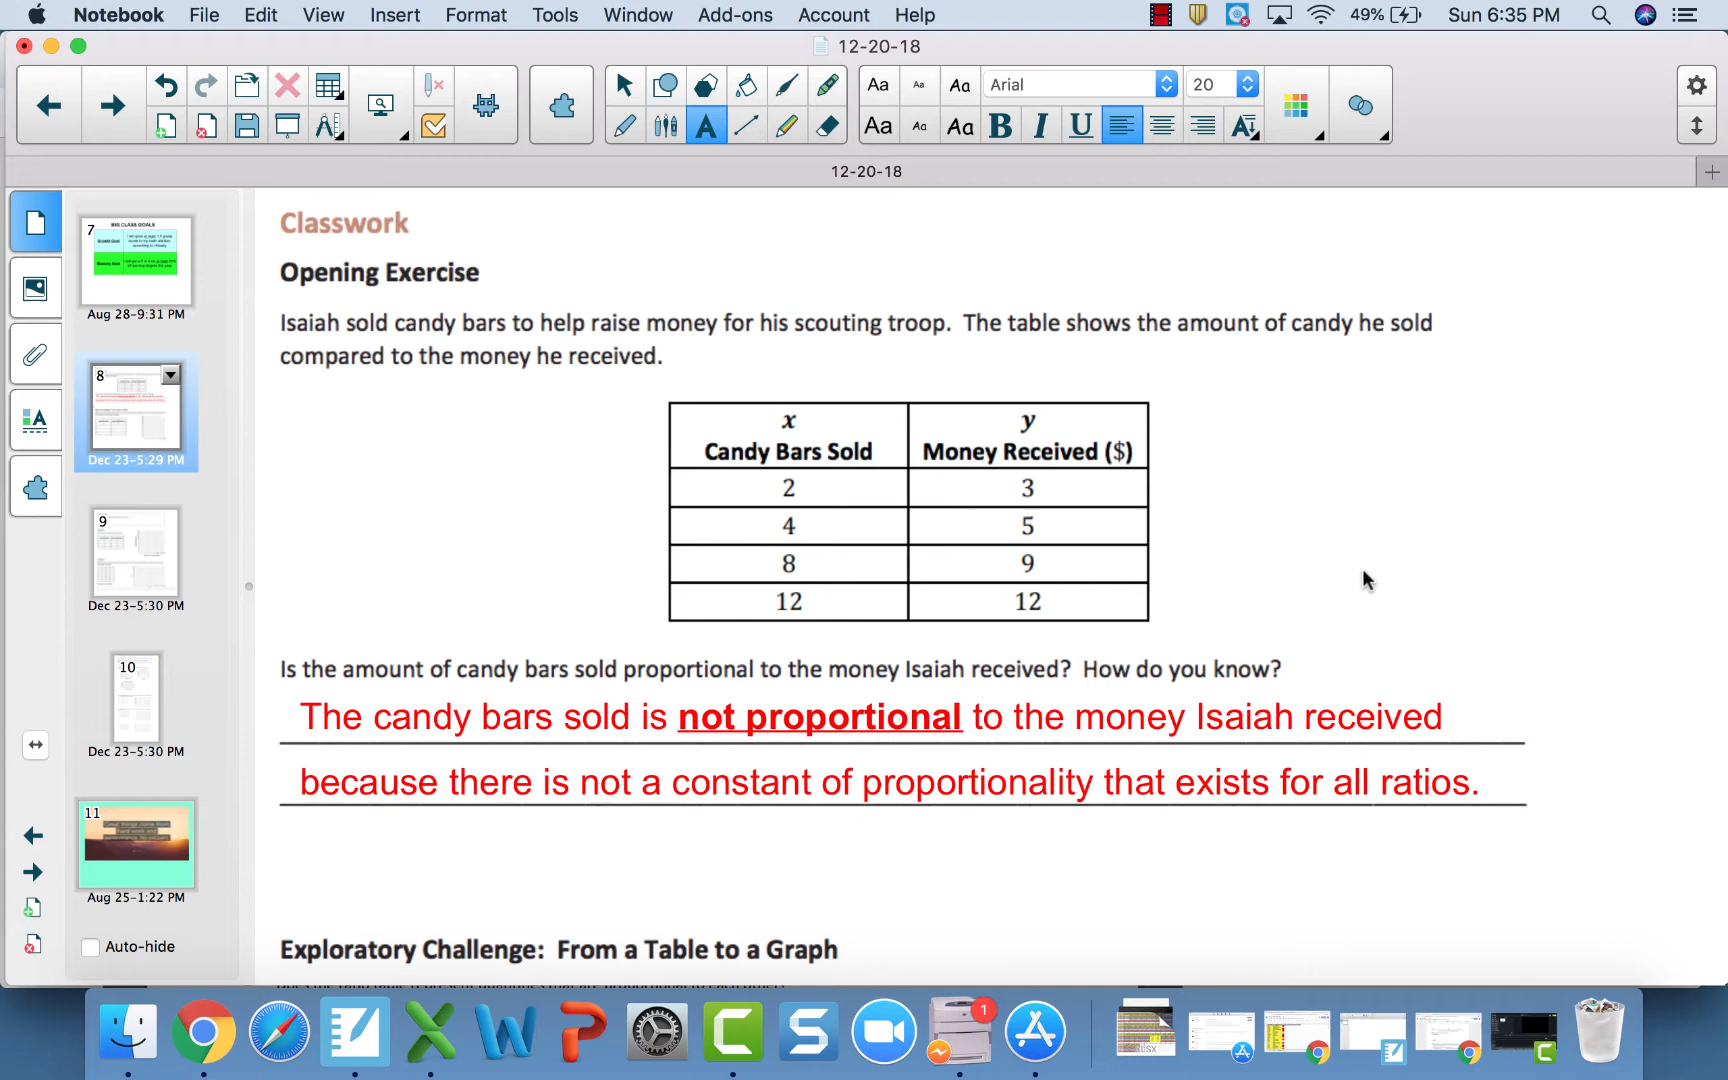 Notebook File Edit View Insert Format Tools Window Add-ons Account Help 49% Sun 6:35 PM
12-20-18
Aa Aa Aa Arial 20
Aa Aa Aa B I U A
12-20-18
7
BIG CLASS GOALS
Aug 28-9:31 PM
8
Dec 23-5:29 PM
9
Dec 23-5:30 PM
10
Dec 23-5:30 PM
11
Aug 25-1:22 PM
Auto-hide
Classwork
Opening Exercise
Isaiah sold candy bars to help raise money for his scouting troop. The table shows the amount of candy he sold
compared to the money he received.
x y
Candy Bars Sold Money Received ($)
2 3
4 5
8 9
12 12
Is the amount of candy bars sold proportional to the money Isaiah received? How do you know?
The candy bars sold is not proportional to the money Isaiah received
because there is not a constant of proportionality that exists for all ratios.
Exploratory Challenge: From a Table to a Graph
1